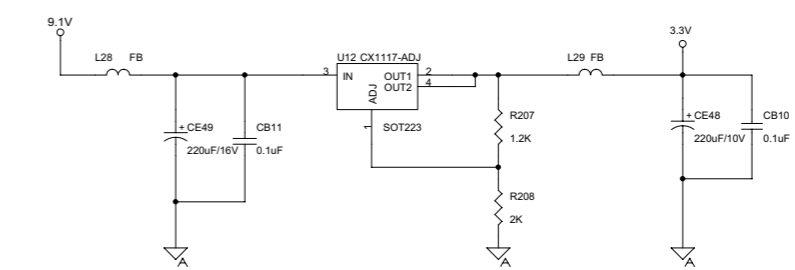 9.1V
3.3V
L28 FB
U12 CX1117-ADJ
L29 FB
3 IN OUT1 2
OUT2 4
ADJ
1
SOT223
R207
1.2K
+ CE49
220uF/16V
CB11
0.1uF
+ CE48
220uF/10V
CB10
0.1uF
R208
2K
A
A
A